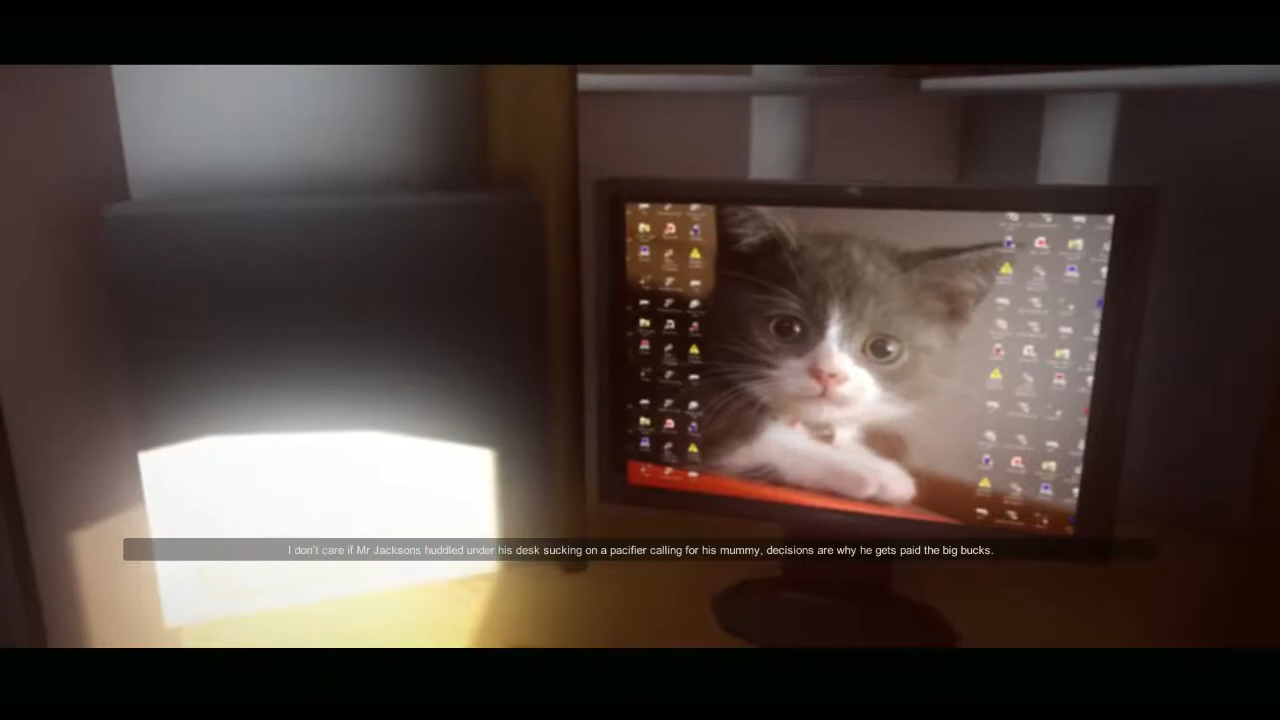 I don't care if Mr Jacksons huddled under his desk sucking on a pacifier calling for his mummy, decisions are why he gets paid the big bucks.